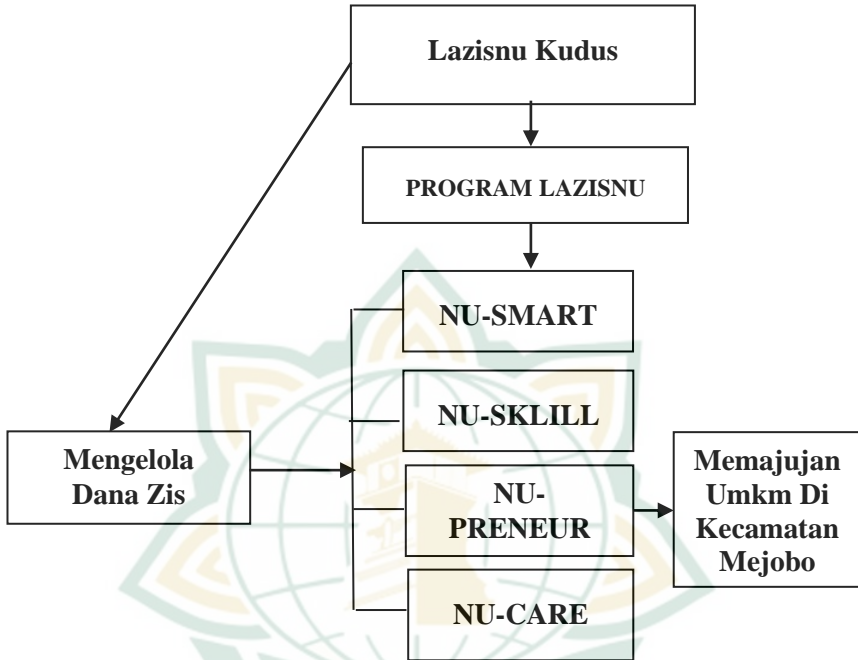 Lazisnu Kudus
PROGRAM LAZISNU
NU-SMART
NU-SKLILL
Mengelola
Dana Zis
NU-
PRENEUR
Memajujan
Umkm Di
Kecamatan
Mejobo
NU-CARE